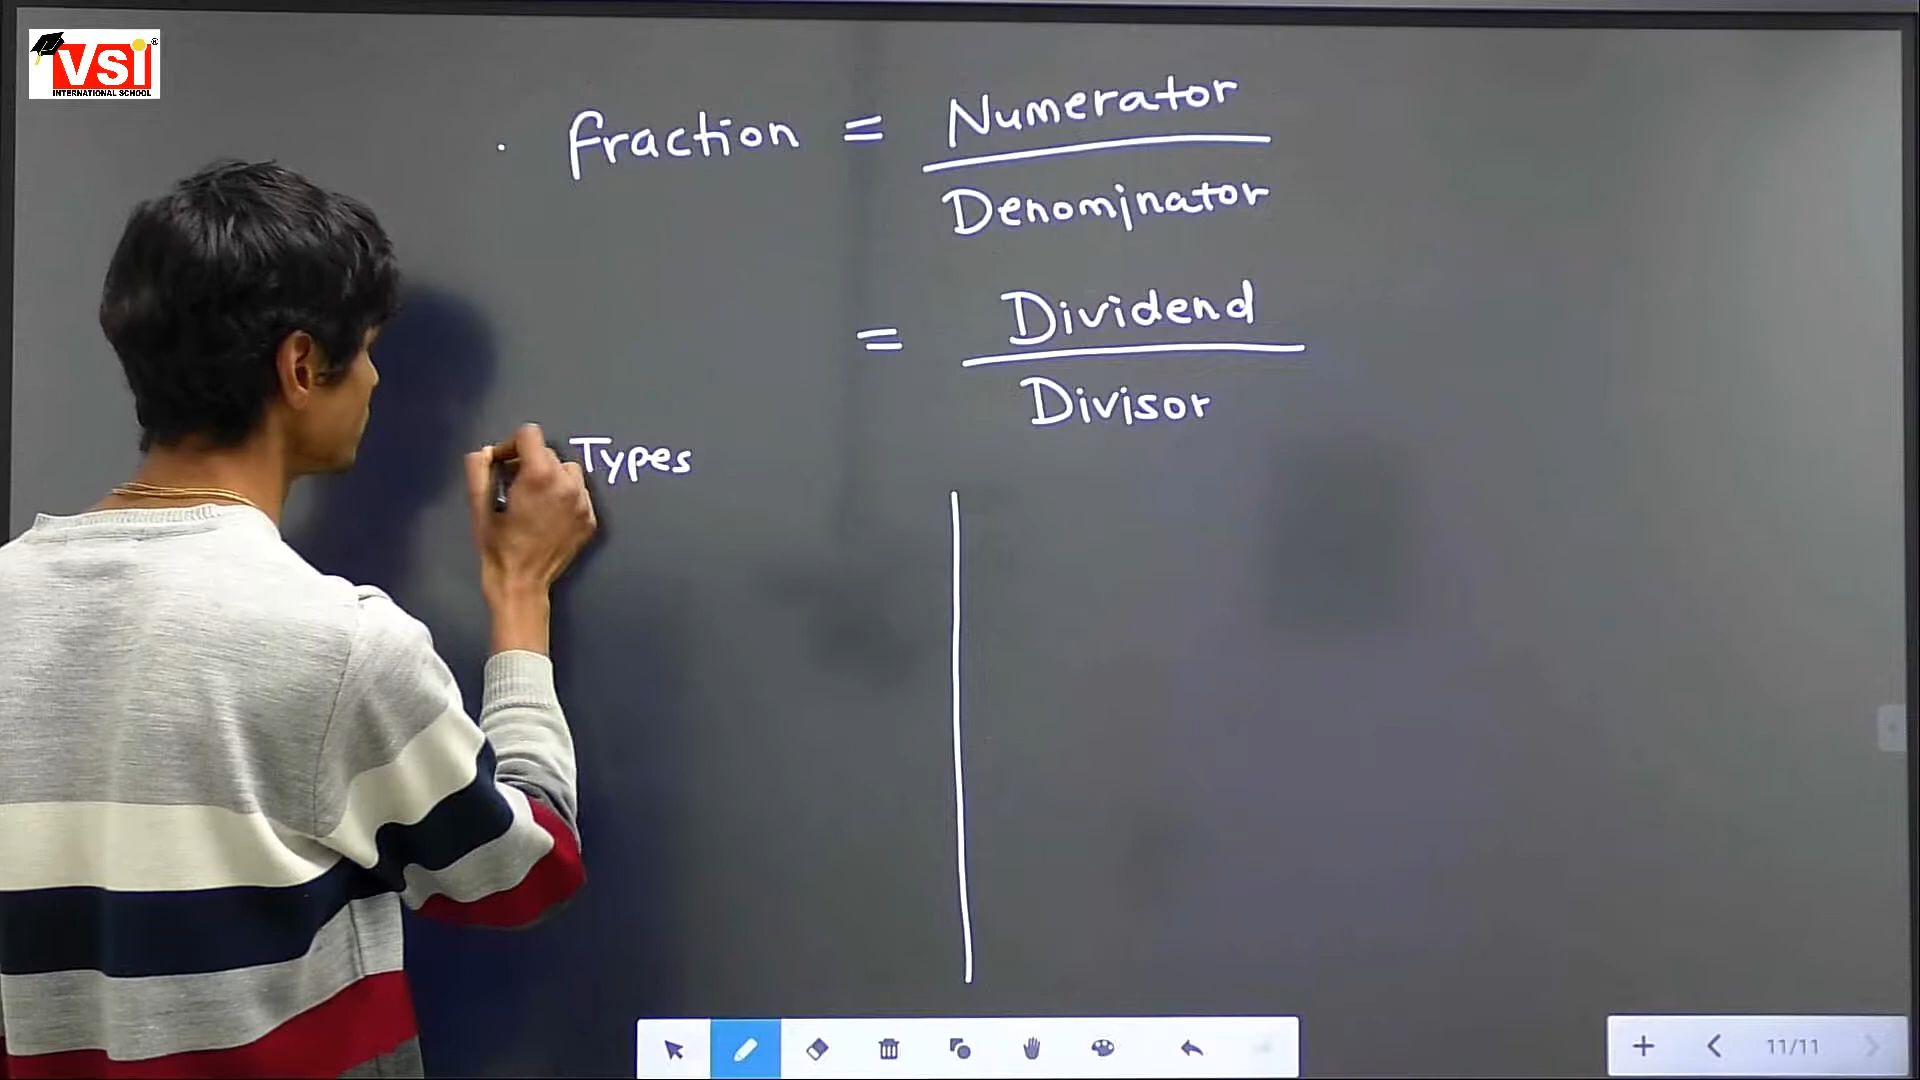 VSI
INTERNATIONAL SCHOOL
fraction = Numerator
Denominator
= Dividend
Divisor
Types
11/11